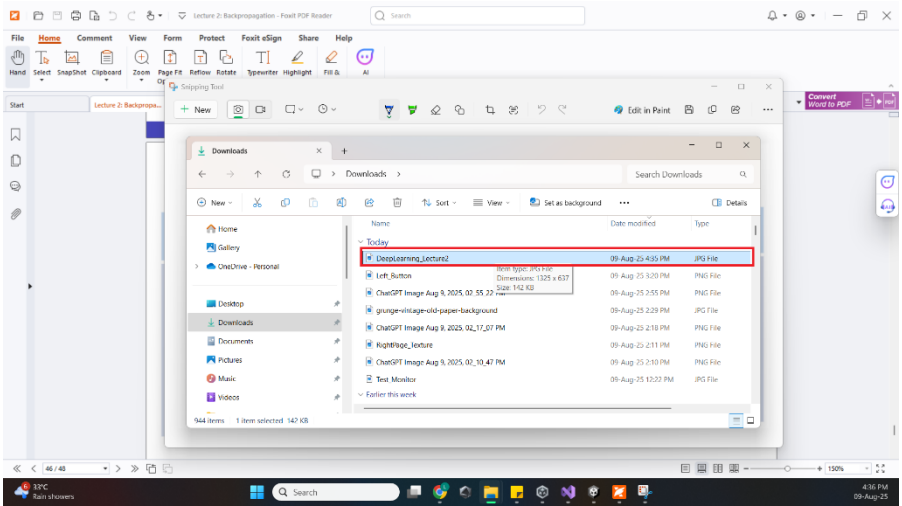 Lecture 2: Backpropagation - Foxit PDF Reader
Search
File Home Comment View Form Protect Foxit eSign Share Help
Hand Select SnapShot Clipboard Zoom Page Fit Reflow Rotate Typewriter Highlight Fill & AI
Snipping Tool
Start
Lecture 2: Backpropa...
New
Edit in Paint
Convert
Word to PDF
Downloads
Downloads
Search Downloads
New
Sort
View
Set as background
Details
Home
Gallery
OneDrive - Personal
Desktop
Downloads
Documents
Pictures
Music
Videos
Name Date modified Type
Today
DeepLearning_Lecture2 09-Aug-25 4:35 PM JPG File
Item type: JPG File
Dimensions: 1325 x 637
Size: 142 KB
Left_Button 09-Aug-25 3:20 PM PNG File
ChatGPT Image Aug 9, 2025, 02_55_22 PM 09-Aug-25 2:55 PM PNG File
grunge-vintage-old-paper-background 09-Aug-25 2:29 PM JPG File
ChatGPT Image Aug 9, 2025, 02_17_07 PM 09-Aug-25 2:18 PM PNG File
RightPage_Texture 09-Aug-25 2:11 PM PNG File
ChatGPT Image Aug 9, 2025, 02_10_47 PM 09-Aug-25 2:10 PM PNG File
Test_Monitor 09-Aug-25 12:22 PM JPG File
Earlier this week
944 items 1 item selected 142 KB
46 / 48
150%
33°C
Rain showers
Search
4:36 PM
09-Aug-25